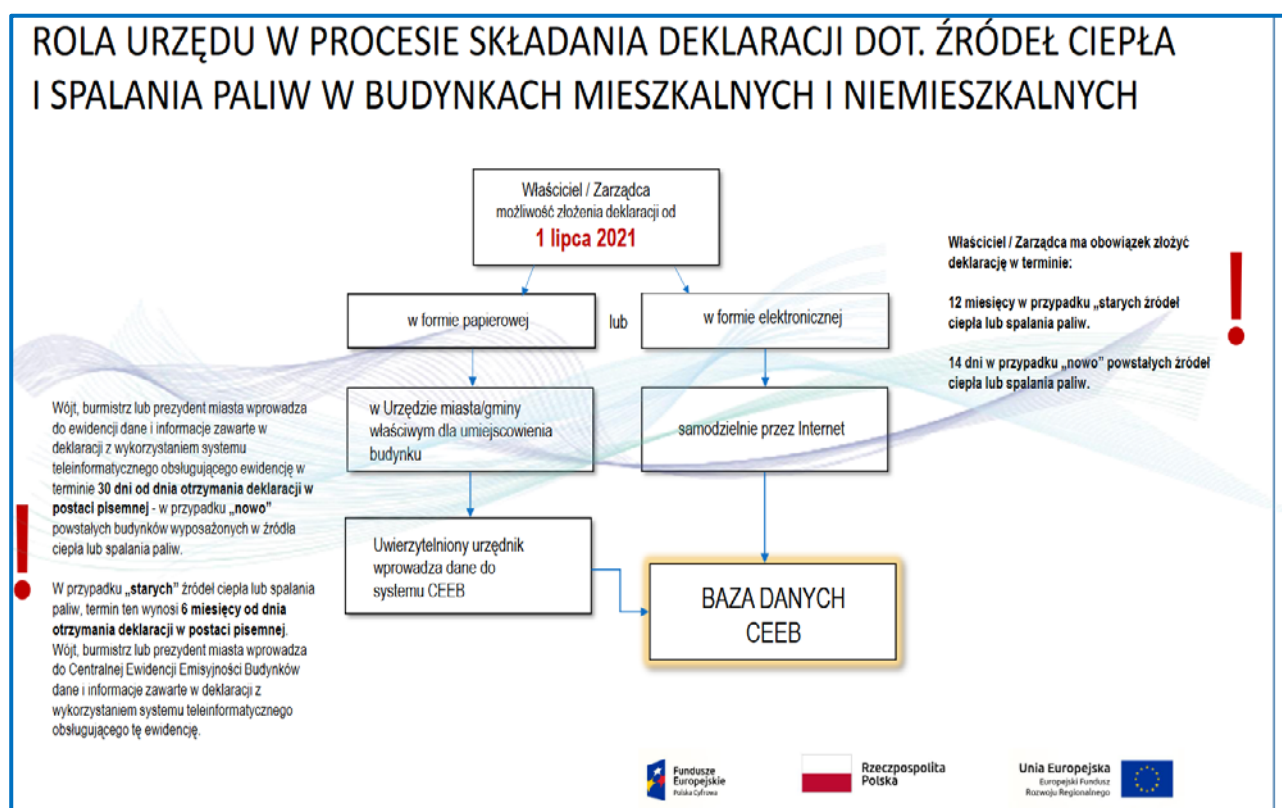 ROLA URZĘDU W PROCESIE SKŁADANIA DEKLARACJI DOT. ŹRÓDEŁ CIEPŁA
I SPALANIA PALIW W BUDYNKACH MIESZKALNYCH I NIEMIESZKALNYCH
Właściciel / Zarządca
możliwość złożenia deklaracji od
1 lipca 2021
w formie papierowej
lub
w formie elektronicznej
w Urzędzie miasta/gminy
właściwym dla umiejscowienia
budynku
samodzielnie przez Internet
Uwierzytelniony urzędnik
wprowadza dane do
systemu CEEB
BAZA DANYCH
CEEB
Właściciel / Zarządca ma obowiązek złożyć
deklarację w terminie:
12 miesięcy w przypadku „starych źródeł
ciepła lub spalania paliw.
14 dni w przypadku „nowo” powstałych źródeł
ciepła lub spalania paliw.
!
Wójt, burmistrz lub prezydent miasta wprowadza
do ewidencji dane i informacje zawarte w
deklaracji z wykorzystaniem systemu
teleinformatycznego obsługującego ewidencję w
terminie 30 dni od dnia otrzymania deklaracji w
postaci pisemnej - w przypadku „nowo”
powstałych budynków wyposażonych w źródła
ciepła lub spalania paliw.
!
W przypadku „starych” źródeł ciepła lub spalania
paliw, termin ten wynosi 6 miesięcy od dnia
otrzymania deklaracji w postaci pisemnej.
Wójt, burmistrz lub prezydent miasta wprowadza
do Centralnej Ewidencji Emisyjności Budynków
dane i informacje zawarte w deklaracji z
wykorzystaniem systemu teleinformatycznego
obsługującego tę ewidencję.
Fundusze
Europejskie
Polska Cyfrowa
Rzeczpospolita
Polska
Unia Europejska
Europejski Fundusz
Rozwoju Regionalnego